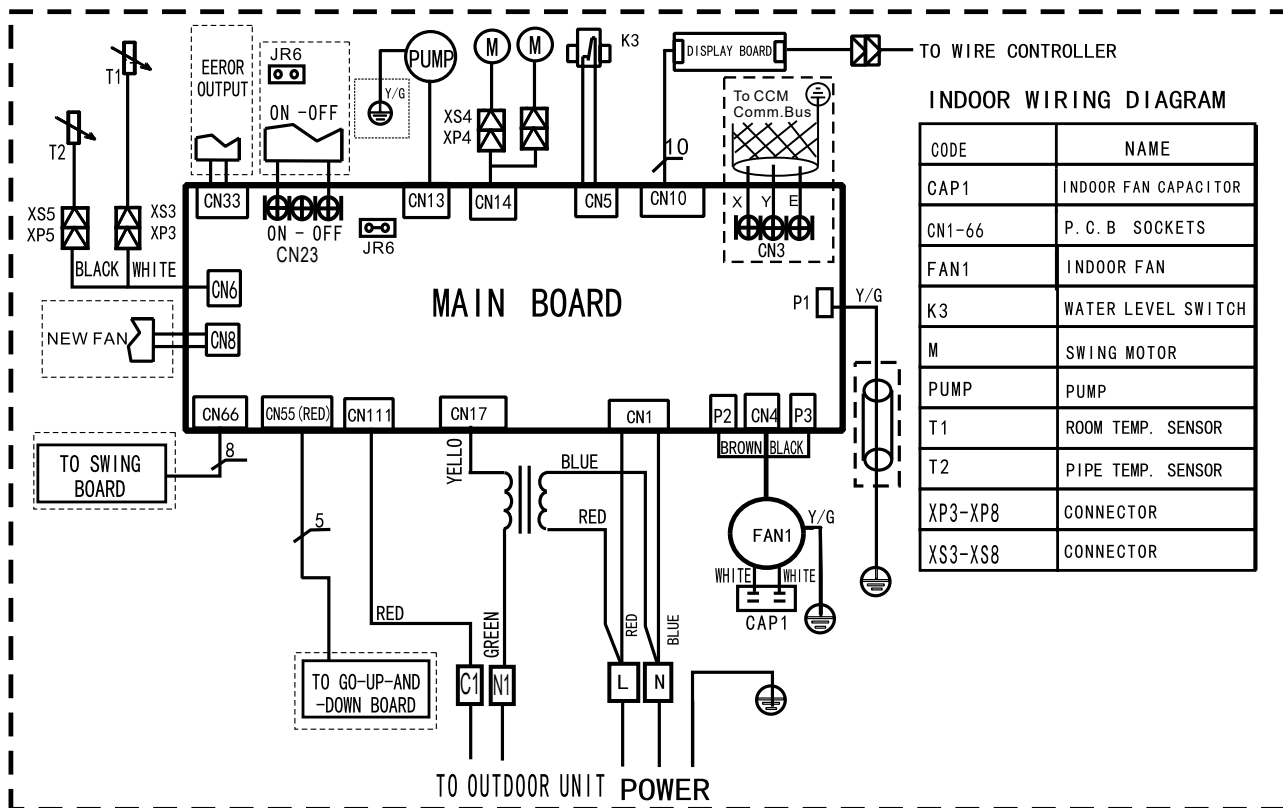 EEROR
OUTPUT
JR6
ON -OFF
PUMP
Y/G
M
M
K3
DISPLAY BOARD
TO WIRE CONTROLLER
T1
T2
XS4
XP4
10
To CCM
Comm.Bus
X Y E
CN3
XS5
XP5
XS3
XP3
BLACK
WHITE
CN33
ON - OFF
CN23
JR6
CN13
CN14
CN5
CN10
CN6
NEW FAN
CN8
MAIN BOARD
P1
Y/G
CN66
CN55(RED)
CN111
CN17
CN1
P2
CN4
P3
BROWN
BLACK
TO SWING
BOARD
8
5
YELLO
BLUE
RED
FAN1
Y/G
WHITE
WHITE
CAP1
RED
GREEN
RED
BLUE
TO GO-UP-AND
-DOWN BOARD
C1
N1
L
N
TO OUTDOOR UNIT
POWER
INDOOR WIRING DIAGRAM
CODE NAME
CAP1 INDOOR FAN CAPACITOR
CN1-66 P.C.B SOCKETS
FAN1 INDOOR FAN
K3 WATER LEVEL SWITCH
M SWING MOTOR
PUMP PUMP
T1 ROOM TEMP. SENSOR
T2 PIPE TEMP. SENSOR
XP3-XP8 CONNECTOR
XS3-XS8 CONNECTOR